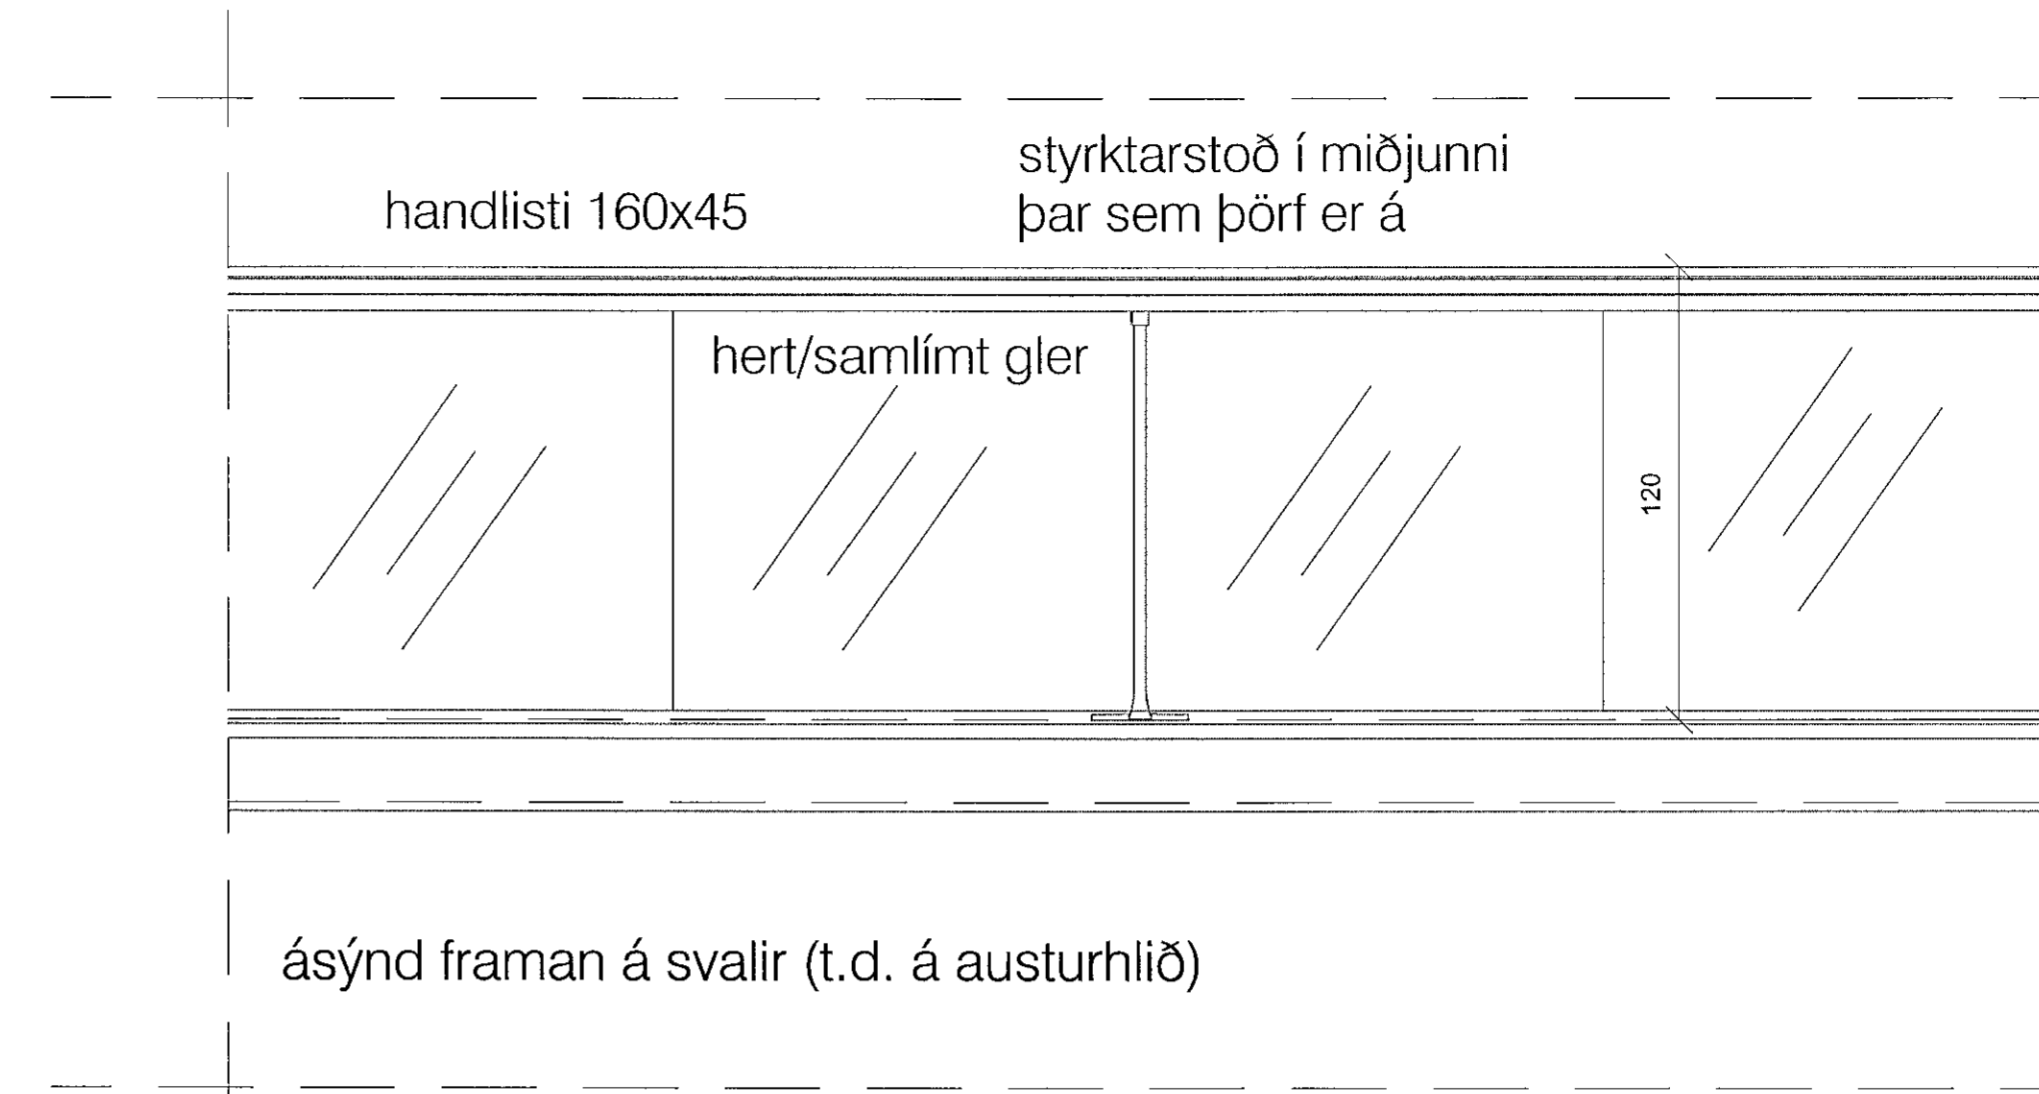 styrktarstoð í miðjunni
þar sem þörf er á
handlisti 160x45
hert/samlímt gler
120
ásýnd framan á svalir (t.d. á austurhlið)